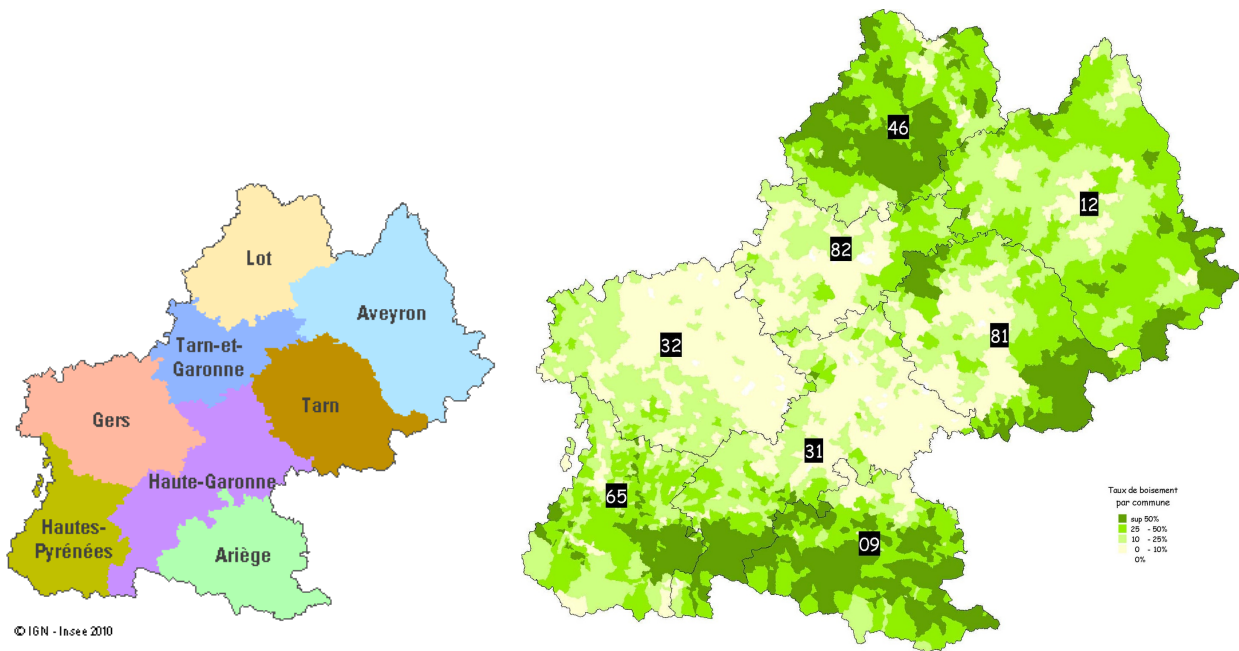 Lot
Aveyron
Tarn-et-
Garonne
Tarn
Gers
Haute-Garonne
Hautes-
Pyrénées
Ariège
© IGN - Insee 2010
46
12
82
81
32
31
65
09
Taux de boisement
par commune
sup 50%
25 - 50%
10 - 25%
0 - 10%
0%